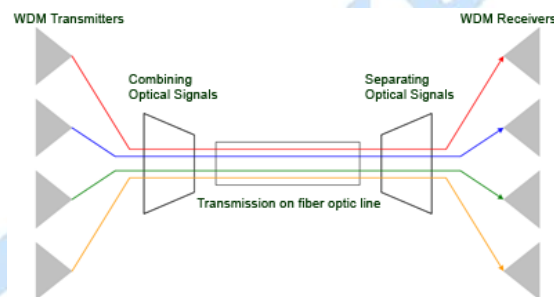 WDM Transmitters
WDM Receivers
Combining
Optical Signals
Separating
Optical Signals
Transmission on fiber optic line